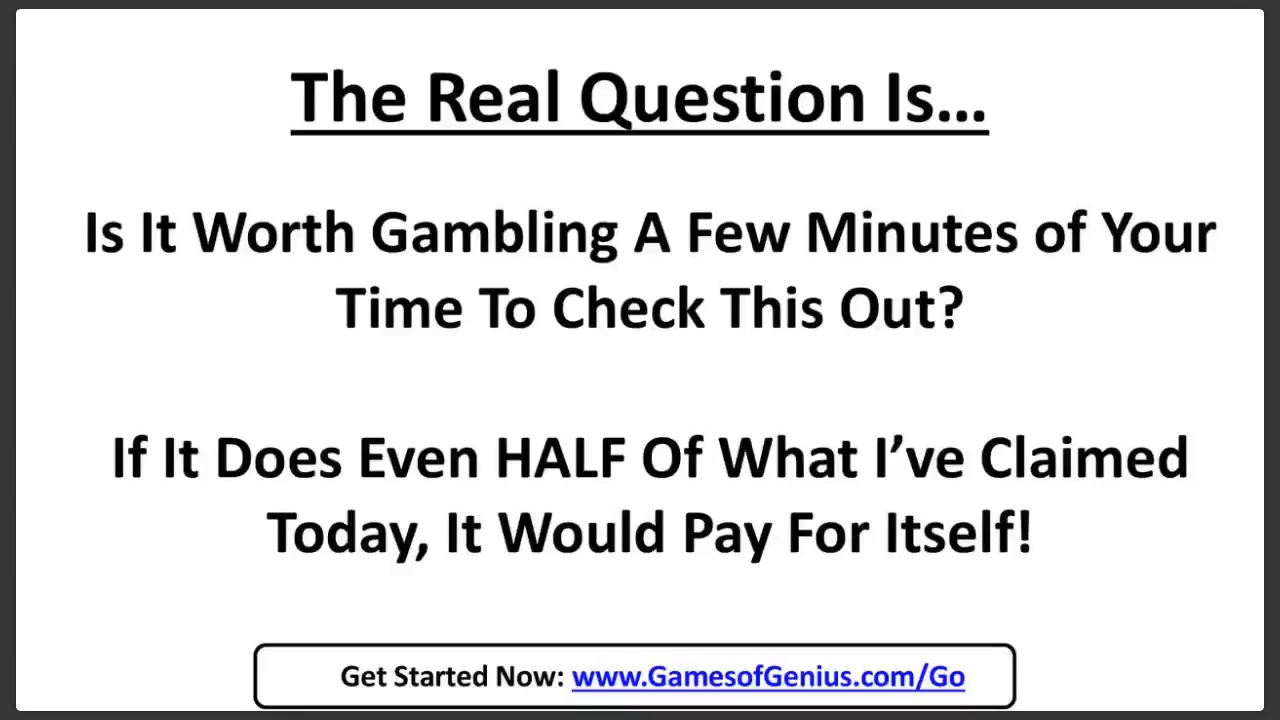 The Real Question Is...
Is It Worth Gambling A Few Minutes of Your
Time To Check This Out?
If It Does Even HALF Of What I’ve Claimed
Today, It Would Pay For Itself!
Get Started Now: www.GamesofGenius.com/Go